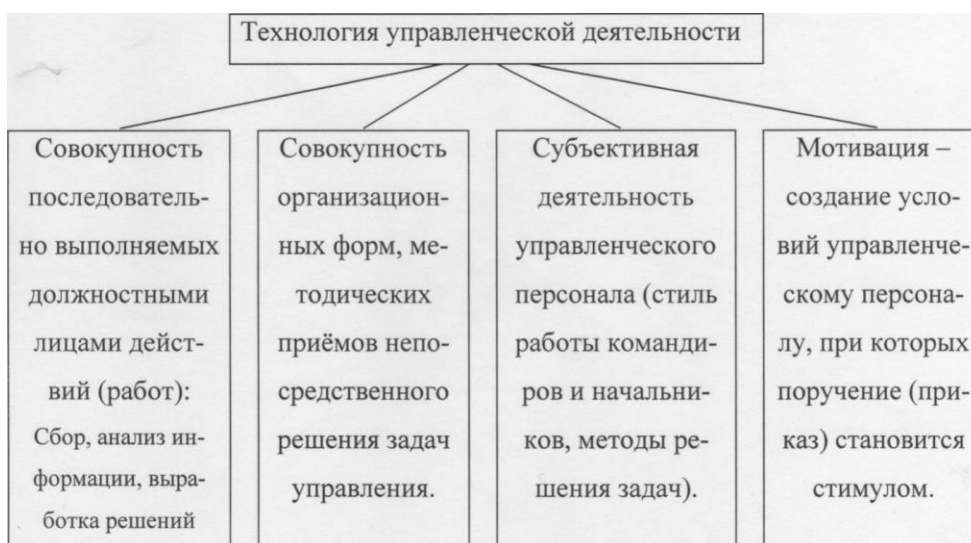 Технология управленческой деятельности
Совокупность
последователь-
но выполняемых
должностными
лицами дейст-
вий (работ):
Сбор, анализ ин-
формации, выра-
ботка решений
Совокупность
организацион-
ных форм, ме-
тодических
приёмов непо-
средственного
решения задач
управления.
Субъективная
деятельность
управленческого
персонала (стиль
работы команди-
ров и начальни-
ков, методы ре-
шения задач).
Мотивация –
создание усло-
вий управленче-
скому персона-
лу, при которых
поручение (при-
каз) становится
стимулом.